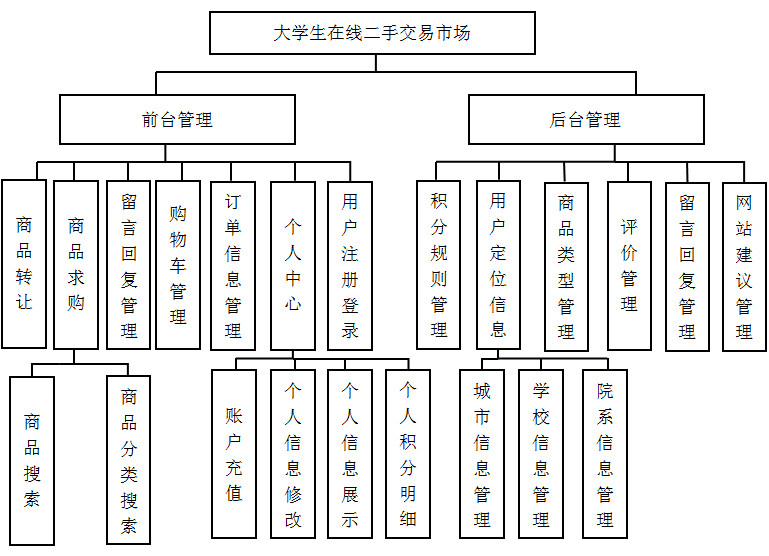 大学生在线二手交易市场
前台管理
后台管理
商品转让
商品求购
留言回复管理
购物车管理
订单信息管理
个人中心
用户注册登录
积分规则管理
用户定位信息
商品类型管理
评价管理
留言回复管理
网站建议管理
商品搜索
商品分类搜索
账户充值
个人信息修改
个人信息展示
个人积分明细
城市信息管理
学校信息管理
院系信息管理